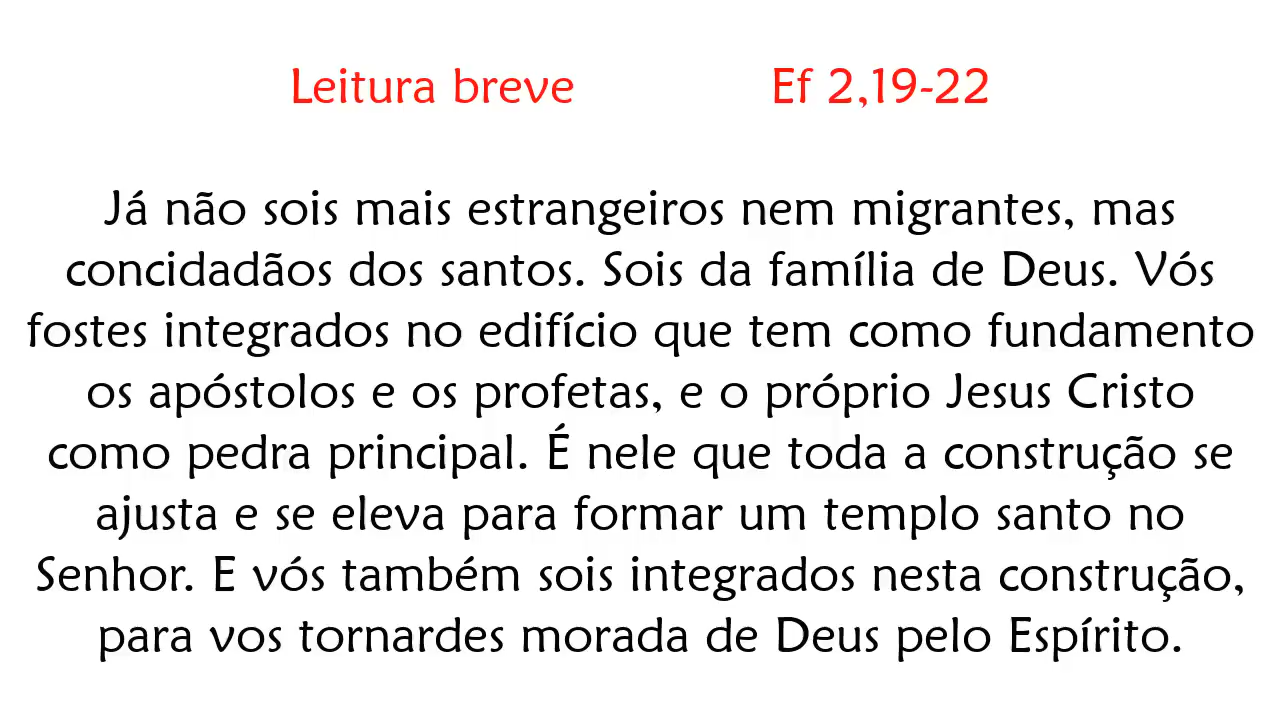 Leitura breve Ef 2,19-22
Já não sois mais estrangeiros nem migrantes, mas
concidadãos dos santos. Sois da família de Deus. Vós
fostes integrados no edifício que tem como fundamento
os apóstolos e os profetas, e o próprio Jesus Cristo
como pedra principal. É nele que toda a construção se
ajusta e se eleva para formar um templo santo no
Senhor. E vós também sois integrados nesta construção,
para vos tornardes morada de Deus pelo Espírito.